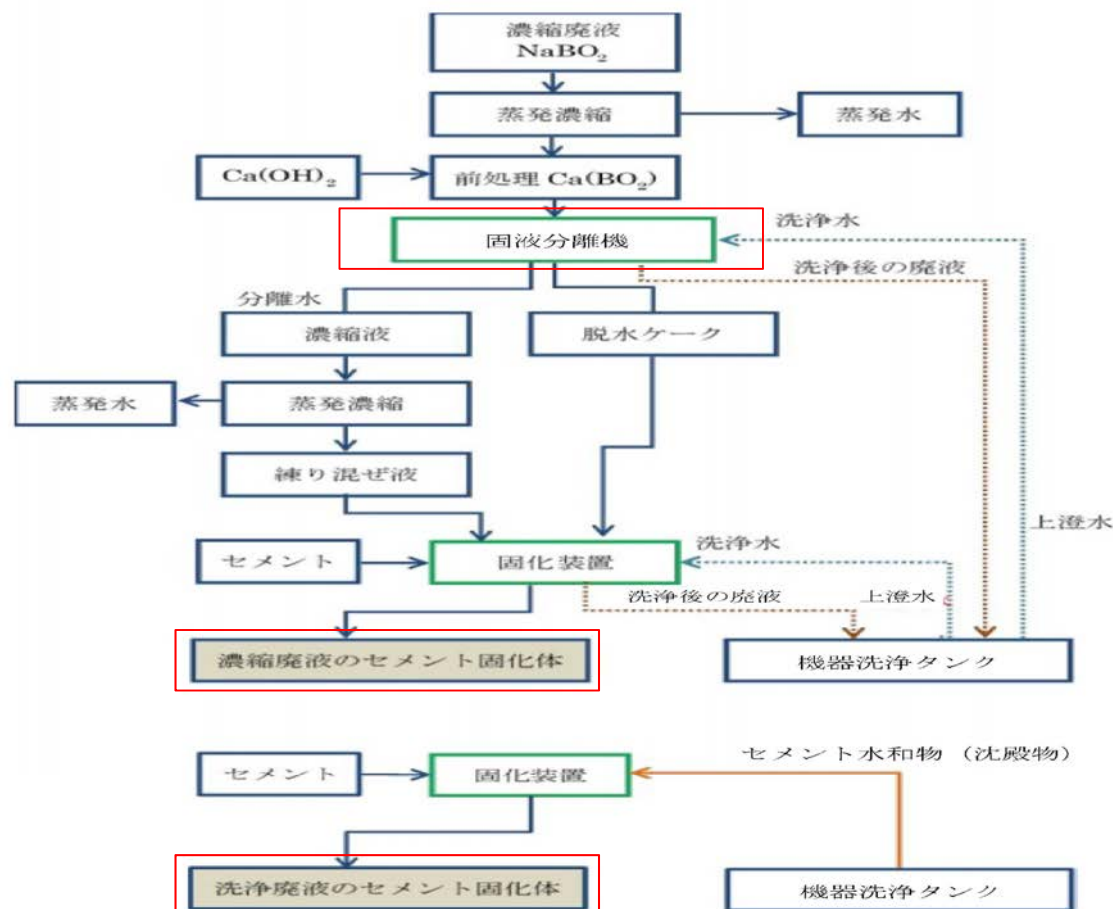 濃縮廃液
NaBO₂
蒸発濃縮
蒸発水
Ca(OH)₂
前処理 Ca(BO₂)
固液分離機
洗浄水
洗浄後の廃液
分離水
濃縮液
脱水ケーク
蒸発水
蒸発濃縮
練り混ぜ液
上澄水
セメント
固化装置
洗浄水
洗浄後の廃液
上澄水
濃縮廃液のセメント固化体
機器洗浄タンク
セメント水和物（沈殿物）
セメント
固化装置
洗浄廃液のセメント固化体
機器洗浄タンク